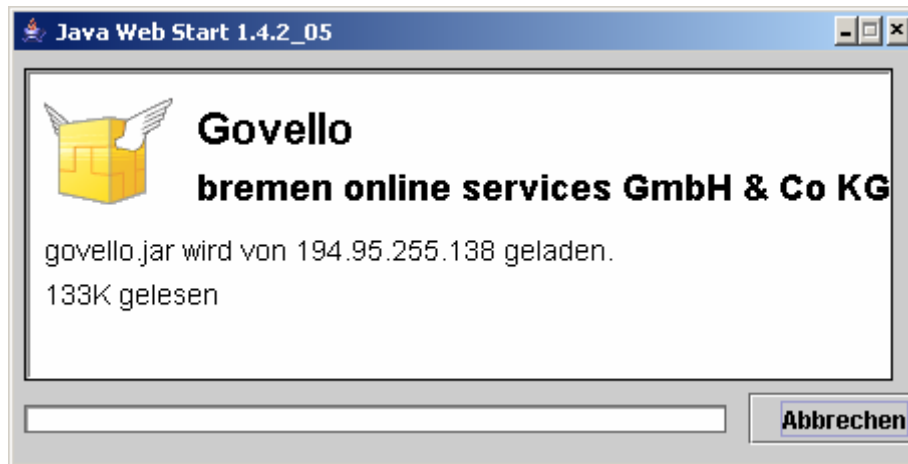 Java Web Start 1.4.2_05
Govello
bremen online services GmbH & Co KG
govello.jar wird von 194.95.255.138 geladen.
133K gelesen
Abbrechen